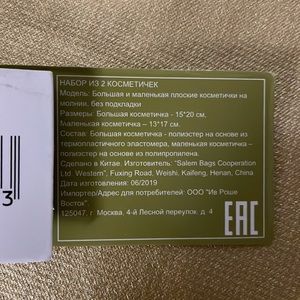 НАБОР ИЗ 2 КОСМЕТИЧЕК
Модель: Большая и маленькая плоские косметички на
молнии, без подкладки
Размеры: Большая косметичка - 15*20 см.
Маленькая косметичка – 13*17 см.
Состав: Большая косметичка - полиэстер на основе из
термопластичного эластомера, маленькая косметичка –
полиэстер на основе из полипропилена.
Сделано в Китае. Изготовитель: "Salem Bags Cooperation
Ltd. Western", Fuxing Road, Weishi, Kaifeng, Henan, China
Дата изготовления: 06/2019
Импортер/Адрес для потребителей: ООО "Ив Роше
Восток".
125047, г. Москва, 4-й Лесной переулок, д. 4
EAC
3